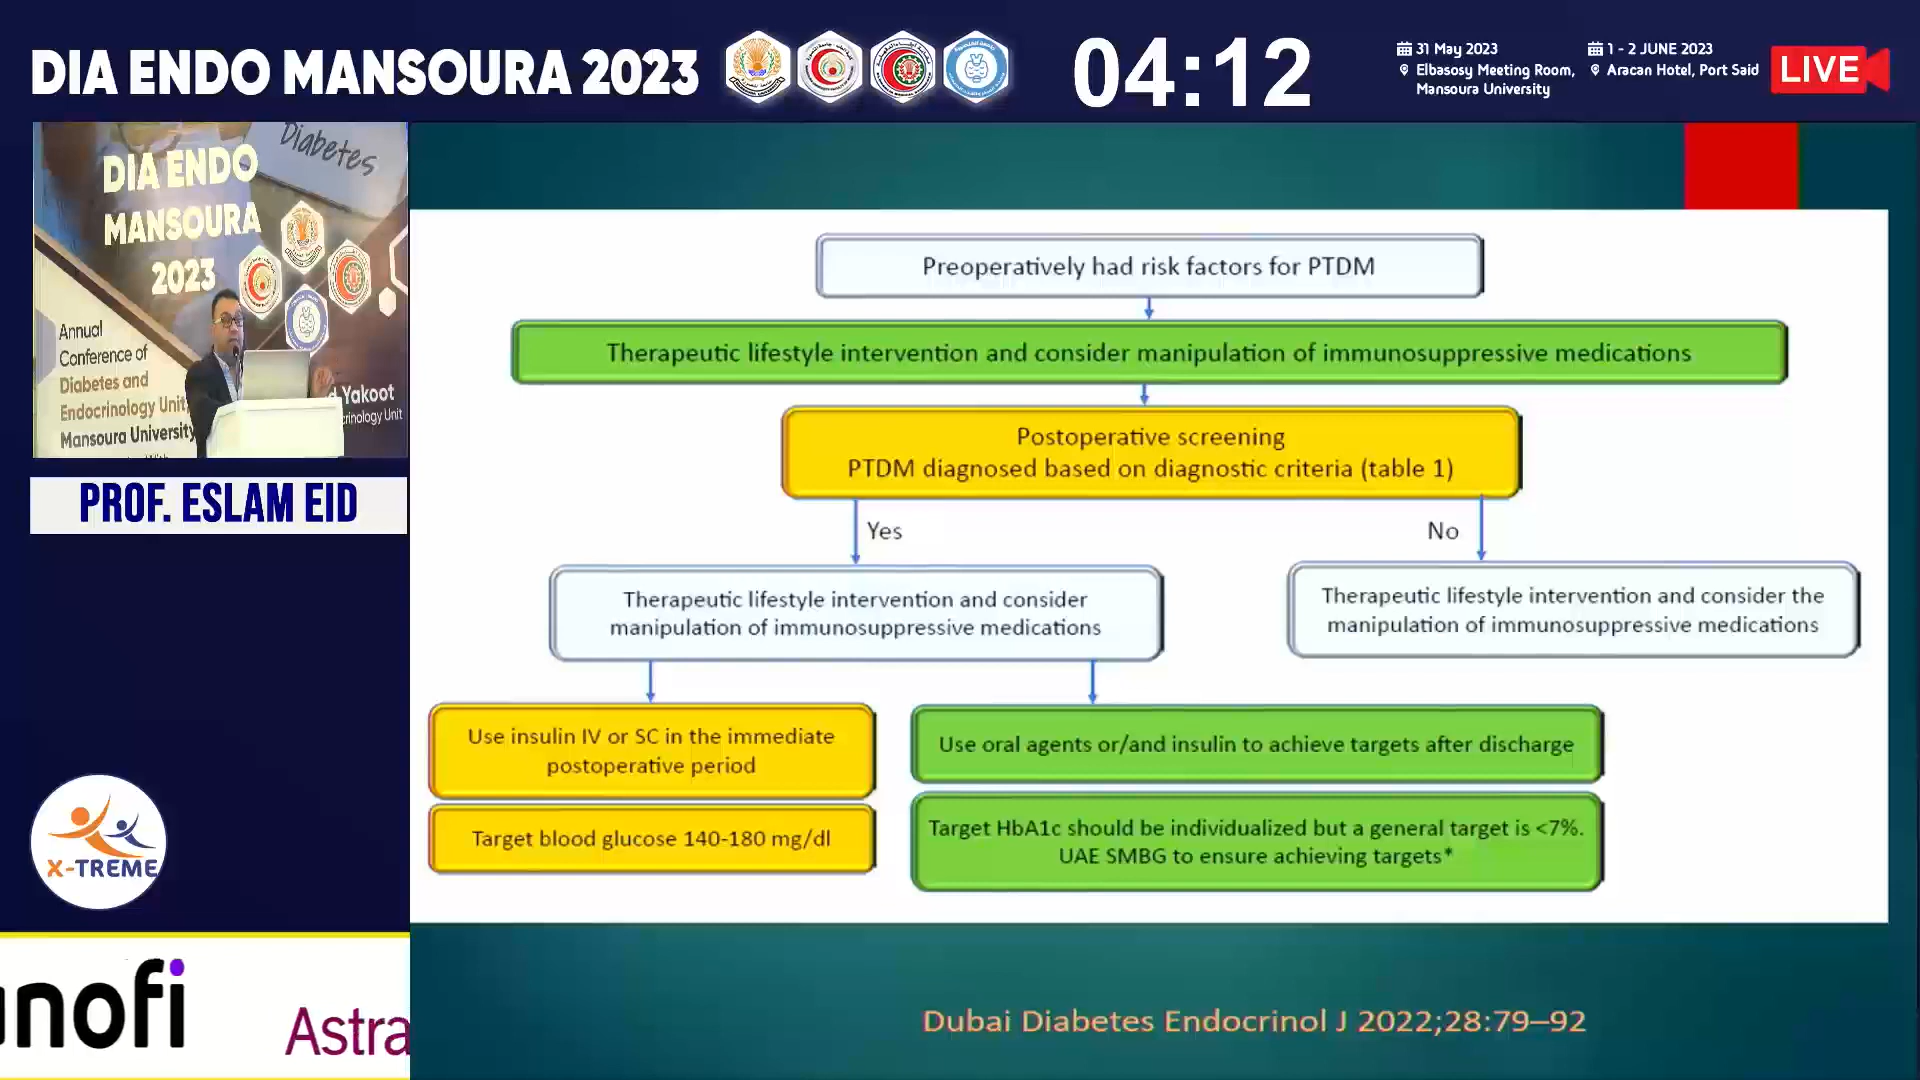 DIA ENDO MANSOURA 2023
04:12
31 May 2023
Elbasosy Meeting Room,
Mansoura University
1 - 2 JUNE 2023
Aracan Hotel, Port Said
LIVE
Diabetes
DIA ENDO
MANSOURA
2023
Annual
Conference of
Diabetes and
Endocrinology Unit
Mansoura University
Yakoot
crinology Unit
PROF. ESLAM EID
X-TREME
nofi
Astra
Preoperatively had risk factors for PTDM
Therapeutic lifestyle intervention and consider manipulation of immunosuppressive medications
Postoperative screening
PTDM diagnosed based on diagnostic criteria (table 1)
Yes
No
Therapeutic lifestyle intervention and consider
manipulation of immunosuppressive medications
Therapeutic lifestyle intervention and consider the
manipulation of immunosuppressive medications
Use insulin IV or SC in the immediate
postoperative period
Use oral agents or/and insulin to achieve targets after discharge
Target blood glucose 140-180 mg/dl
Target HbA1c should be individualized but a general target is <7%.
UAE SMBG to ensure achieving targets*
Dubai Diabetes Endocrinol J 2022;28:79–92